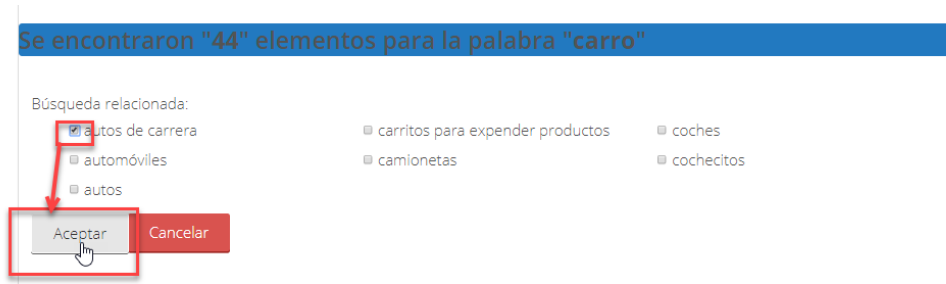 Se encontraron "44" elementos para la palabra "carro"
Búsqueda relacionada:
autos de carrera carritos para expender productos coches
automóviles camionetas cochecitos
autos
Aceptar Cancelar